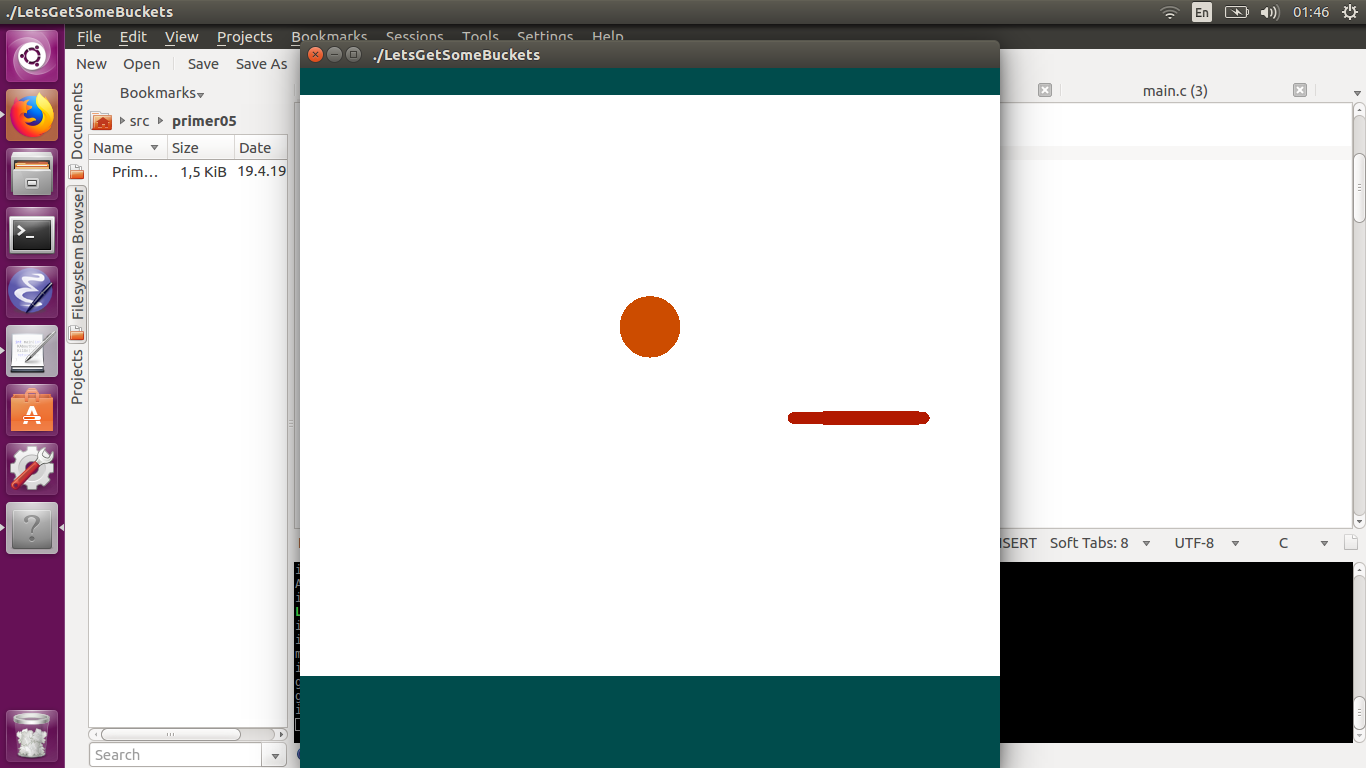 ./LetsGetSomeBuckets
En
01:46
File Edit View Projects Bookmarks Sessions Tools Settings Help
./LetsGetSomeBuckets
New Open Save Save As
Bookmarks
main.c (3)
src primer05
Name Size Date
Prim... 1,5 KiB 19.4.19
Documents
Filesystem Browser
Projects
Soft Tabs: 8 UTF-8 C
Search